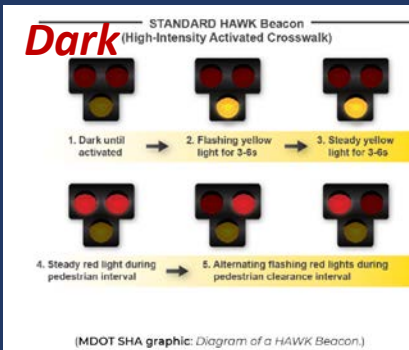 Dark
STANDARD HAWK Beacon
(High-Intensity Activated Crosswalk)
1. Dark until
activated
2. Flashing yellow
light for 3-6s
3. Steady yellow
light for 3-6s
4. Steady red light during
pedestrian interval
5. Alternating flashing red lights during
pedestrian clearance interval
(MDOT SHA graphic: Diagram of a HAWK Beacon.)